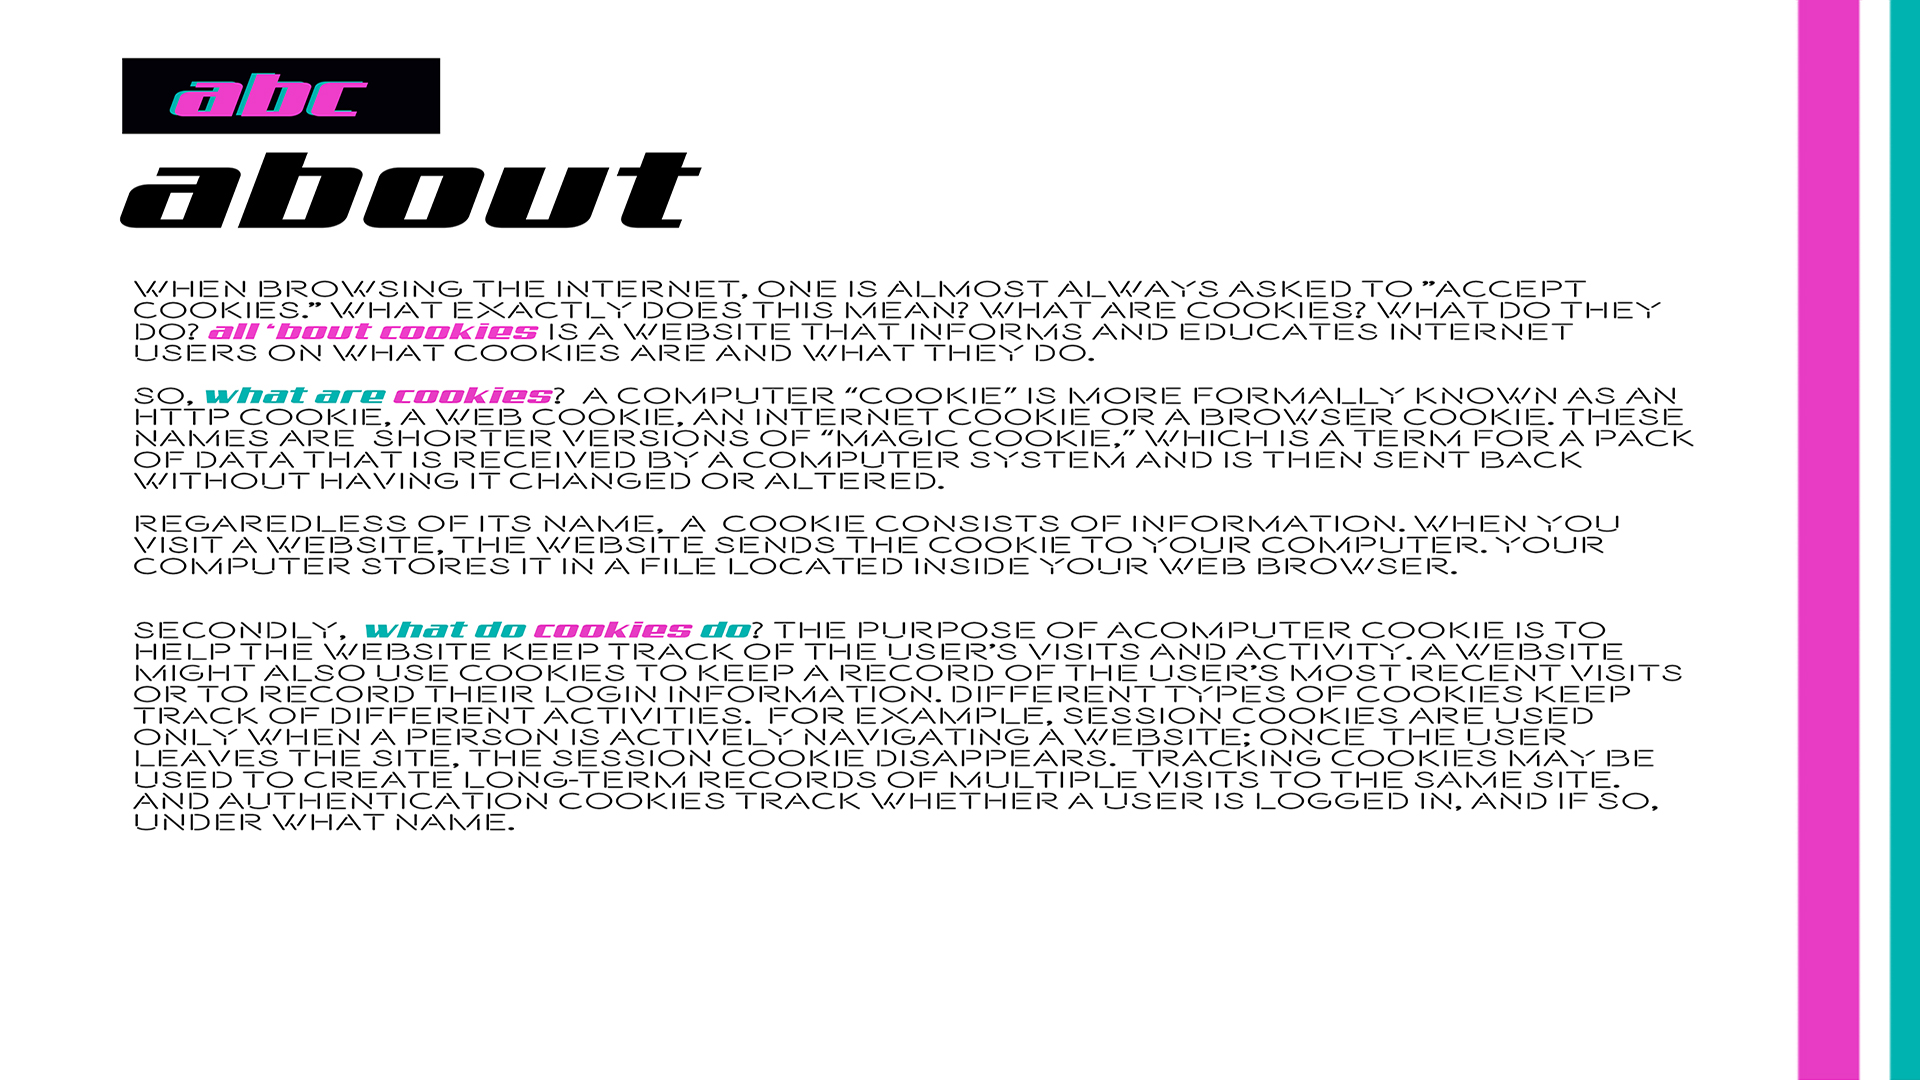 abc
about
WHEN BROWSING THE INTERNET, ONE IS ALMOST ALWAYS ASKED TO ”ACCEPT
COOKIES.” WHAT EXACTLY DOES THIS MEAN? WHAT ARE COOKIES? WHAT DO THEY
DO? all ‘bout cookies IS A WEBSITE THAT INFORMS AND EDUCATES INTERNET
USERS ON WHAT COOKIES ARE AND WHAT THEY DO.
SO, what are cookies?  A COMPUTER “COOKIE” IS MORE FORMALLY KNOWN AS AN
HTTP COOKIE, A WEB COOKIE, AN INTERNET COOKIE OR A BROWSER COOKIE. THESE
NAMES ARE  SHORTER VERSIONS OF “MAGIC COOKIE,” WHICH IS A TERM FOR A PACK
OF DATA THAT IS RECEIVED BY A COMPUTER SYSTEM AND IS THEN SENT BACK
WITHOUT HAVING IT CHANGED OR ALTERED.
REGAREDLESS OF ITS NAME,  A  COOKIE CONSISTS OF INFORMATION. WHEN YOU
VISIT A WEBSITE, THE WEBSITE SENDS THE COOKIE TO YOUR COMPUTER. YOUR
COMPUTER STORES IT IN A FILE LOCATED INSIDE YOUR WEB BROWSER.
SECONDLY,  what do cookies do? THE PURPOSE OF ACOMPUTER COOKIE IS TO
HELP THE WEBSITE KEEP TRACK OF THE USER’S VISITS AND ACTIVITY. A WEBSITE
MIGHT ALSO USE COOKIES TO KEEP A RECORD OF THE USER’S MOST RECENT VISITS
OR TO RECORD THEIR LOGIN INFORMATION. DIFFERENT TYPES OF COOKIES KEEP
TRACK OF DIFFERENT ACTIVITIES.  FOR EXAMPLE, SESSION COOKIES ARE USED
ONLY WHEN A PERSON IS ACTIVELY NAVIGATING A WEBSITE; ONCE  THE USER
LEAVES THE SITE, THE SESSION COOKIE DISAPPEARS.  TRACKING COOKIES MAY BE
USED TO CREATE LONG-TERM RECORDS OF MULTIPLE VISITS TO THE SAME SITE.
AND AUTHENTICATION COOKIES TRACK WHETHER A USER IS LOGGED IN, AND IF SO,
UNDER WHAT NAME.